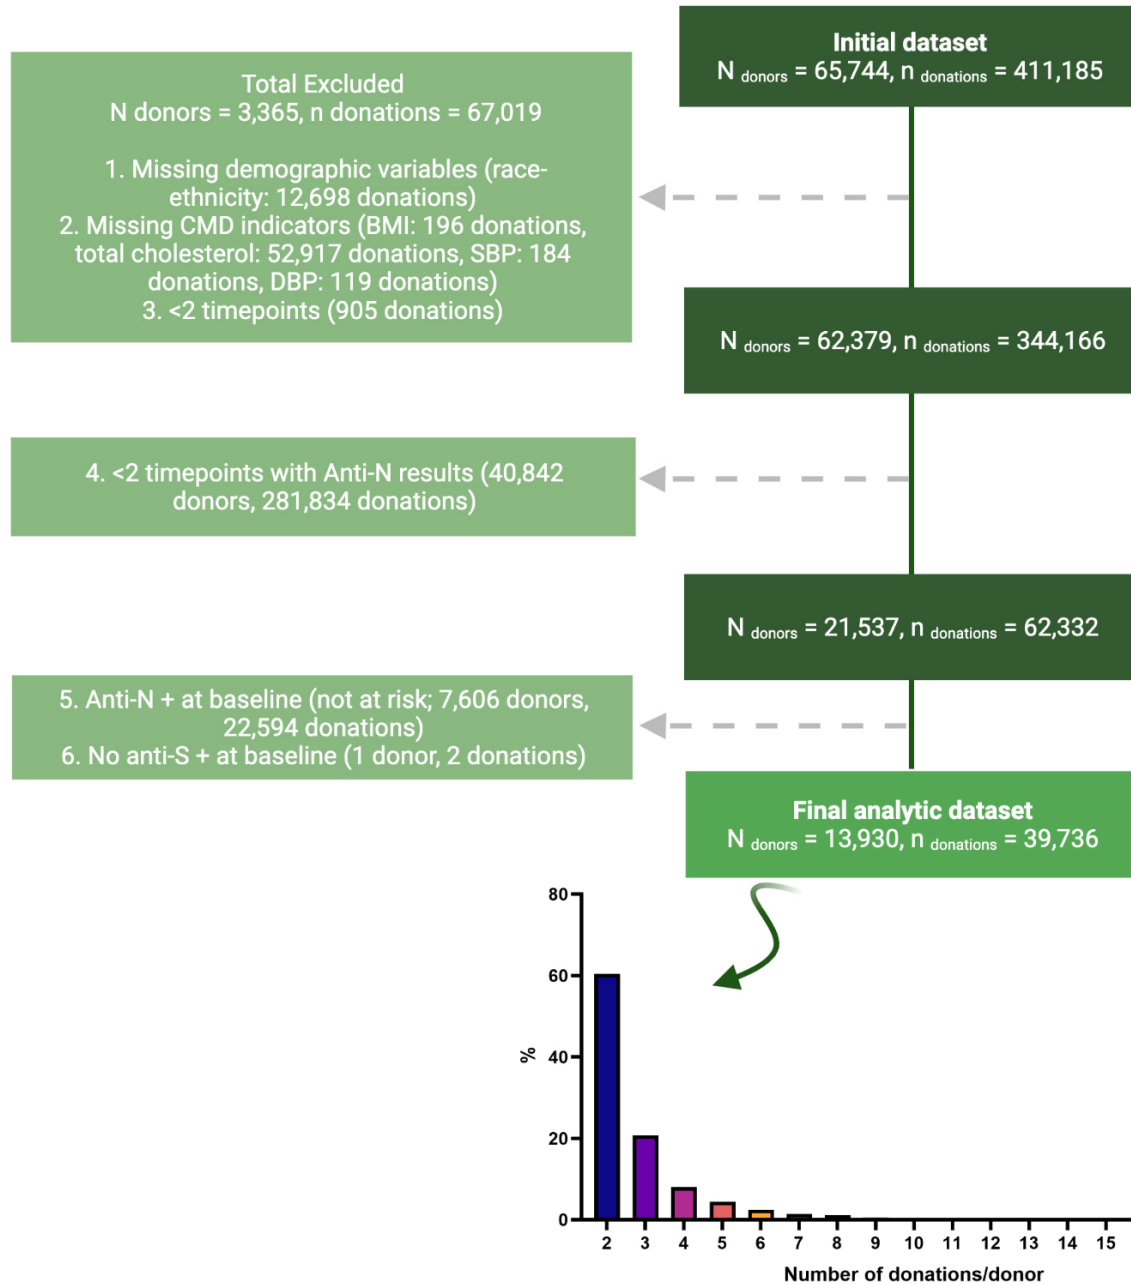 Initial dataset
N donors = 65,744, n donations = 411,185
Total Excluded
N donors = 3,365, n donations = 67,019
1. Missing demographic variables (race-
ethnicity: 12,698 donations)
2. Missing CMD indicators (BMI: 196 donations,
total cholesterol: 52,917 donations, SBP: 184
donations, DBP: 119 donations)
3. <2 timepoints (905 donations)
N donors = 62,379, n donations = 344,166
4. <2 timepoints with Anti-N results (40,842
donors, 281,834 donations)
N donors = 21,537, n donations = 62,332
5. Anti-N + at baseline (not at risk; 7,606 donors,
22,594 donations)
6. No anti-S + at baseline (1 donor, 2 donations)
Final analytic dataset
N donors = 13,930, n donations = 39,736
80
60
40
20
0
%
2 3 4 5 6 7 8 9 10 11 12 13 14 15
Number of donations/donor